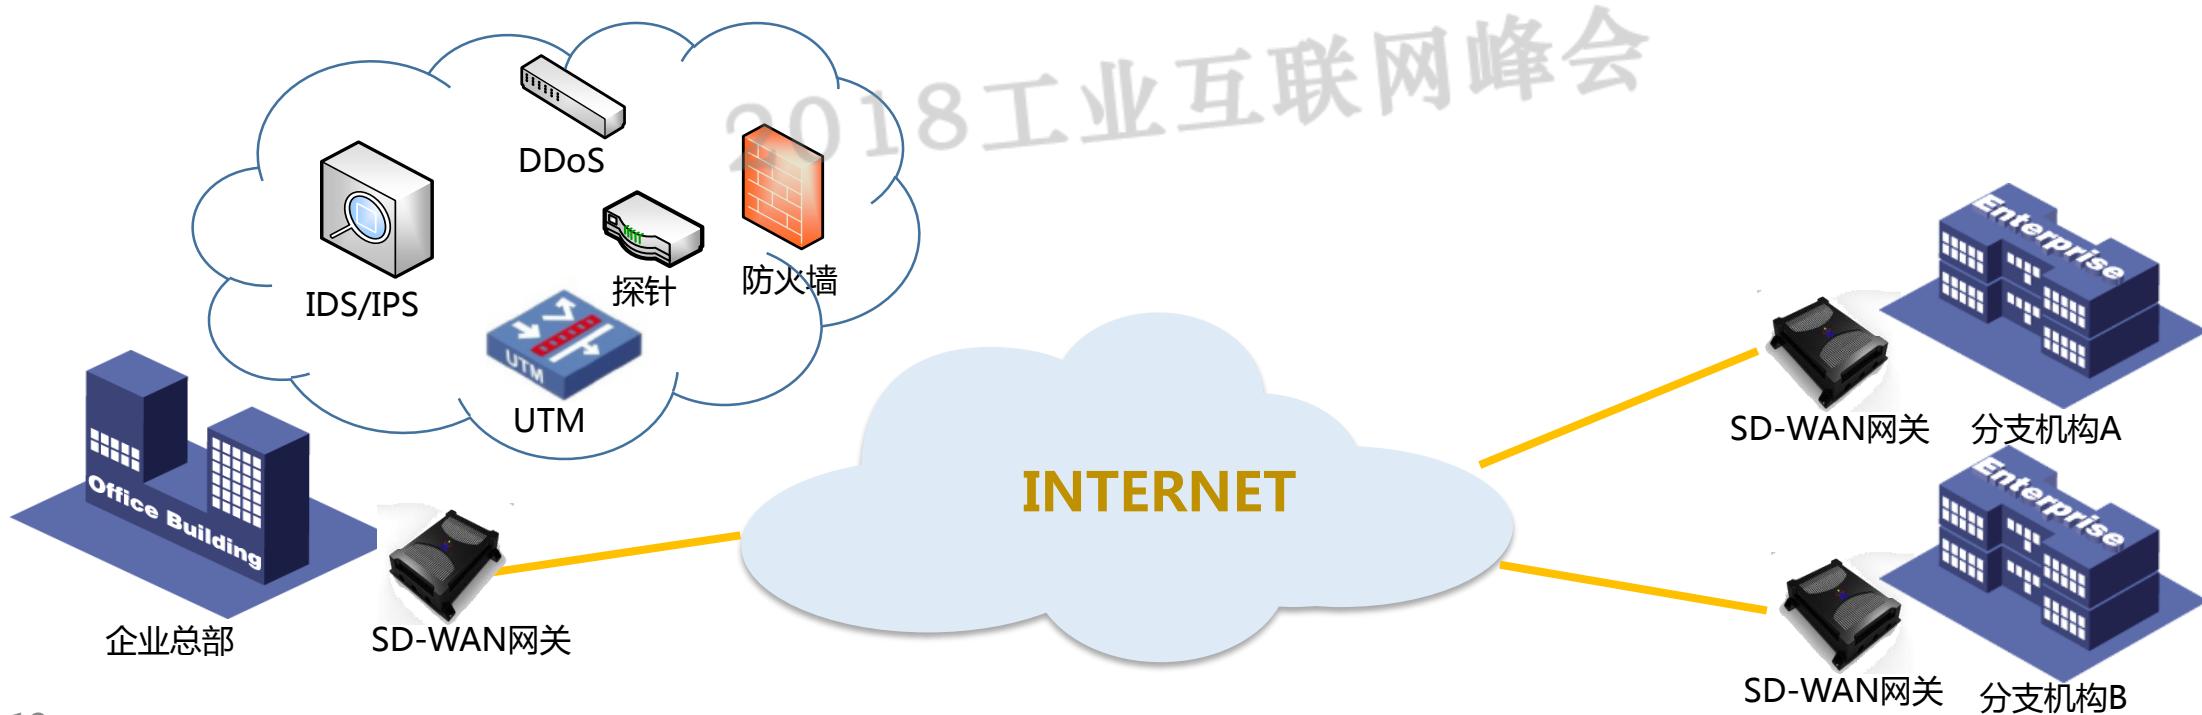 2018工业互联网峰会
DDoS
IDS/IPS
探针
防火墙
UTM
UTM
Office Building
企业总部
SD-WAN网关
INTERNET
Enterprise
SD-WAN网关
分支机构A
Enterprise
SD-WAN网关
分支机构B